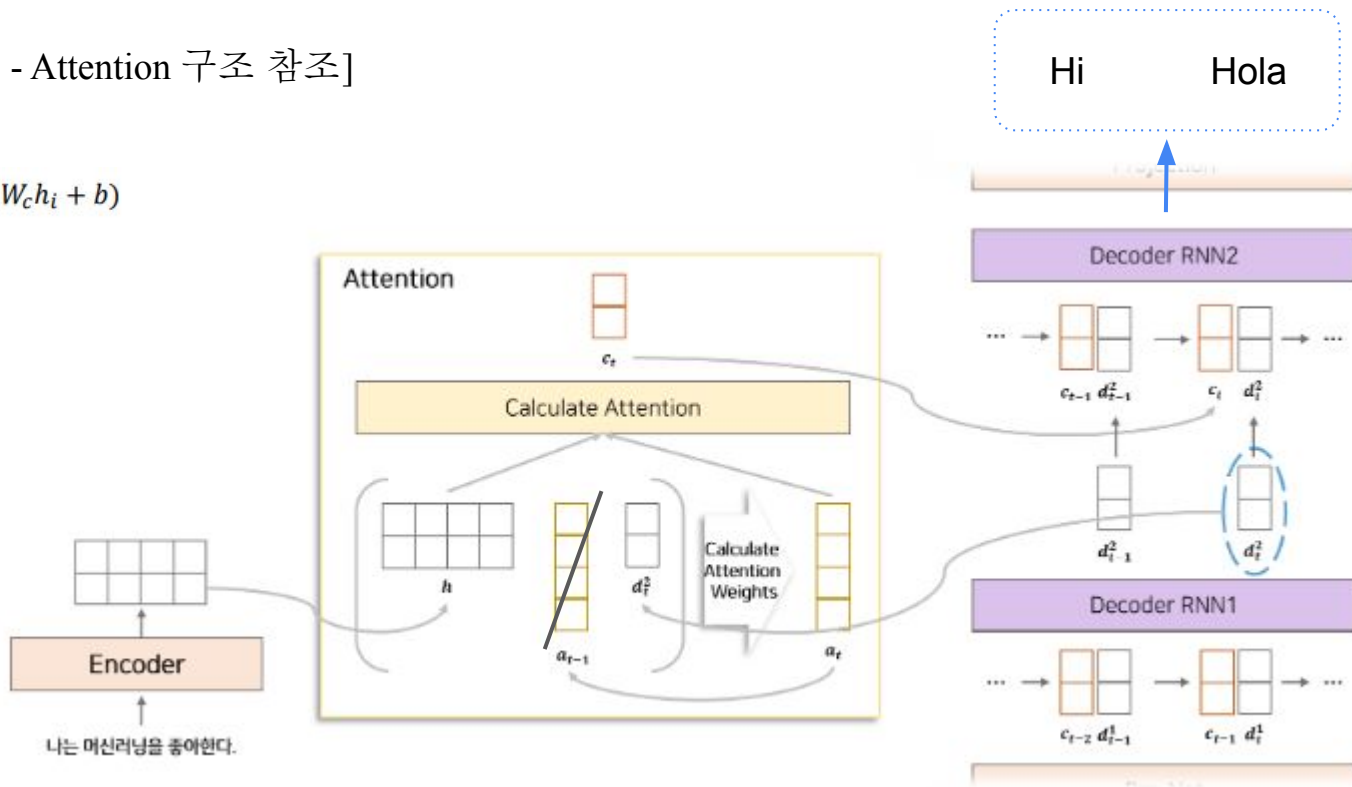 - Attention 구조 참조]
Hi Hola
W_c h_i + b)
Decoder RNN2
Attention
c_t
... → → → ...
c_{t-1} d^2_{t-1} c_t d^2_t
Calculate Attention
Calculate
Attention
Weights
h
a_{t-1}
d^2_t
a_t
d^2_{t-1} d^2_t
Decoder RNN1
... → → → ...
c_{t-2} d^1_{t-1} c_{t-1} d^1_t
Encoder
나는 머신러닝을 좋아한다.